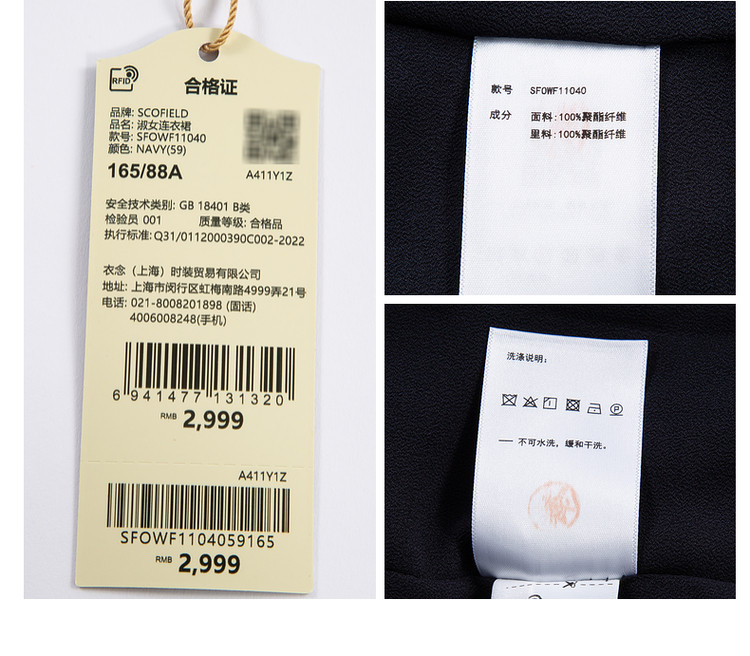 RFID
合格证
品牌: SCOFIELD
品名: 淑女连衣裙
款号: SFOWF11040
颜色: NAVY(59)
165/88A
A411Y1Z
安全技术类别: GB 18401 B类
检验员 001 质量等级: 合格品
执行标准: Q31/0112000390C002-2022
衣念（上海）时装贸易有限公司
地址: 上海市闵行区虹梅南路4999弄21号
电话: 021-8008201898 (固话)
4006008248(手机)
6 941477 131320
RMB 2,999
A411Y1Z
SFOWF1104059165
RMB 2,999
款号 SFOWF11040
成分 面料:100%聚酯纤维
里料:100%聚酯纤维
洗涤说明:
P
— 不可水洗，缓和干洗。